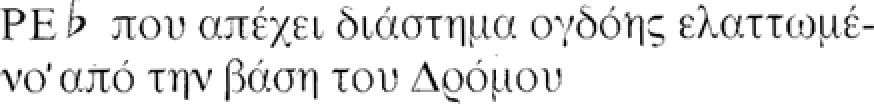 ΡΕ♭ που απέχει διάστημα ογδόης ελαττωμέ-
νο' από την βάση του Δρόμου